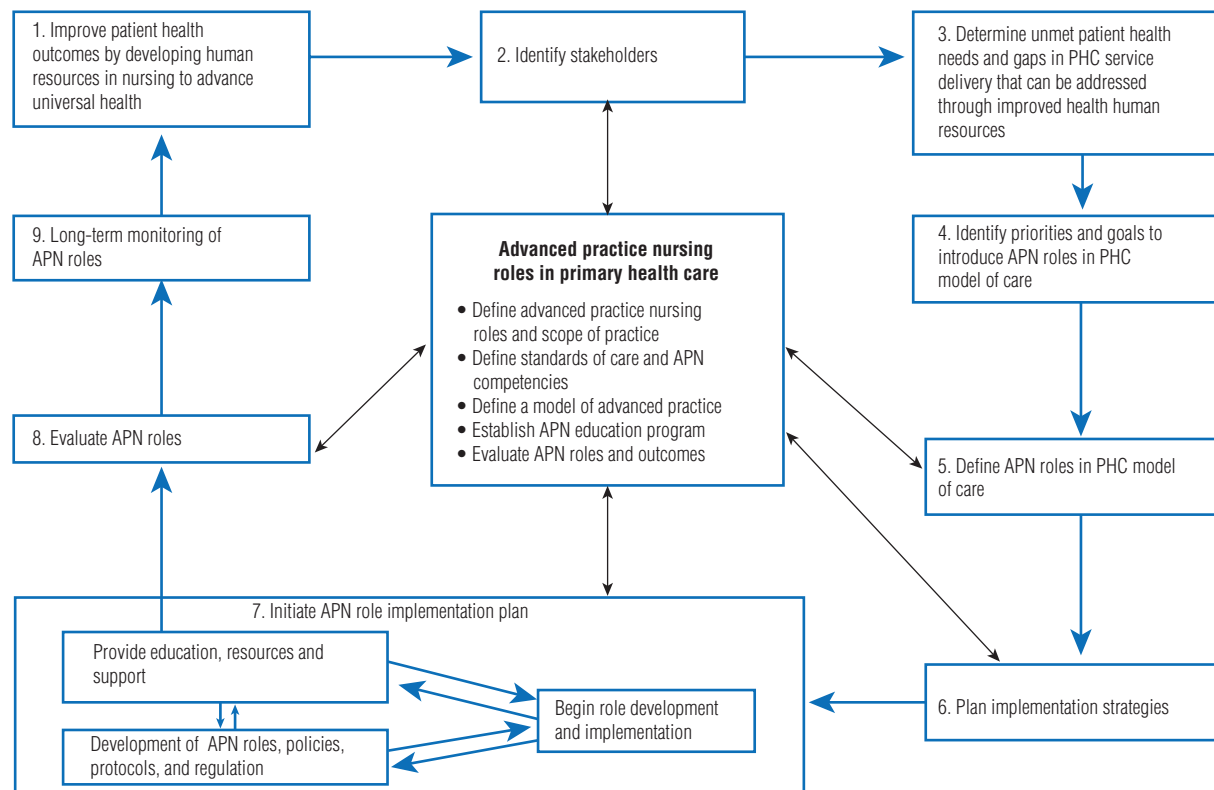 1. Improve patient health
outcomes by developing human
resources in nursing to advance
universal health
2. Identify stakeholders
3. Determine unmet patient health
needs and gaps in PHC service
delivery that can be addressed
through improved health human
resources
9. Long-term monitoring of
APN roles
Advanced practice nursing
roles in primary health care
• Define advanced practice nursing
roles and scope of practice
• Define standards of care and APN
competencies
• Define a model of advanced practice
• Establish APN education program
• Evaluate APN roles and outcomes
4. Identify priorities and goals to
introduce APN roles in PHC
model of care
8. Evaluate APN roles
5. Define APN roles in PHC model
of care
7. Initiate APN role implementation plan
Provide education, resources and
support
Begin role development
and implementation
Development of APN roles, policies,
protocols, and regulation
6. Plan implementation strategies